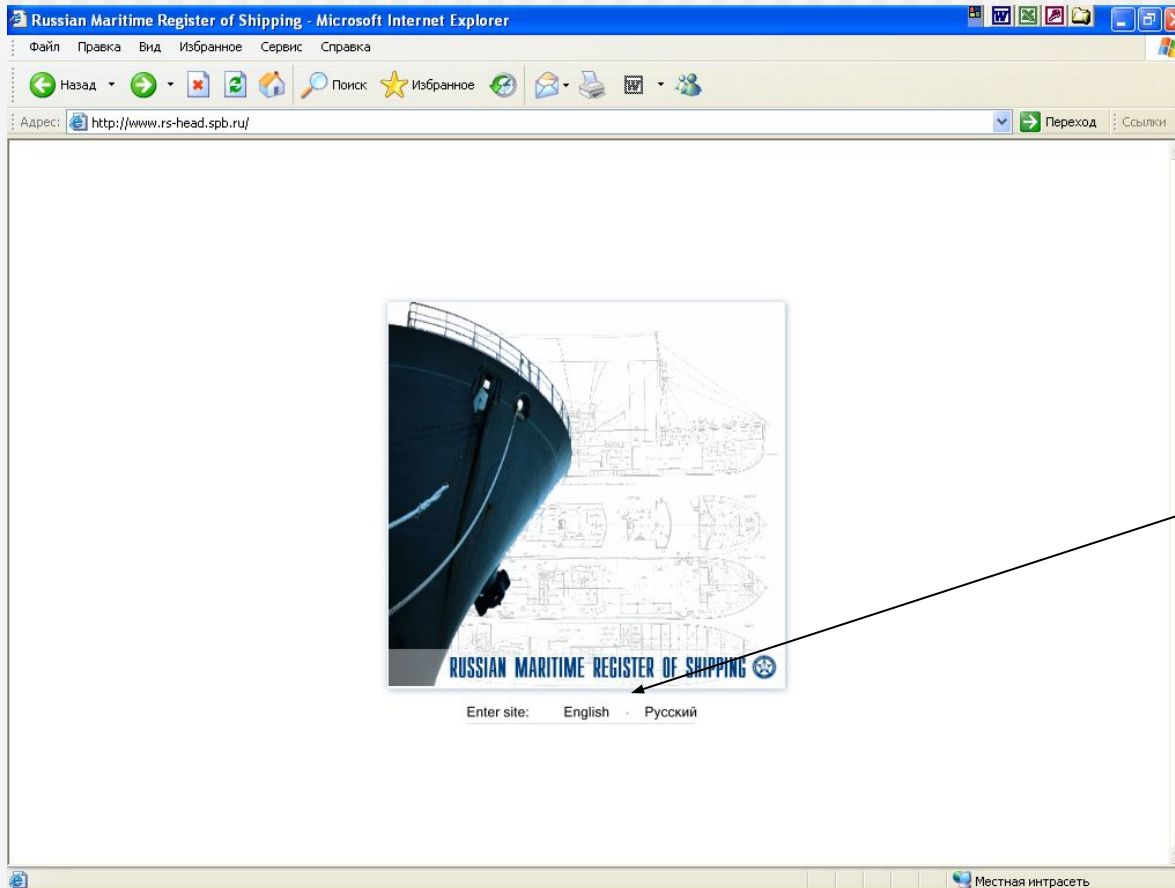 Russian Maritime Register of Shipping - Microsoft Internet Explorer
Файл Правка Вид Избранное Сервис Справка
Назад Поиск Избранное
Адрес: http://www.rs-head.spb.ru/ Переход Ссылки
RUSSIAN MARITIME REGISTER OF SHIPPING
Enter site: English · Русский
Местная интрасеть